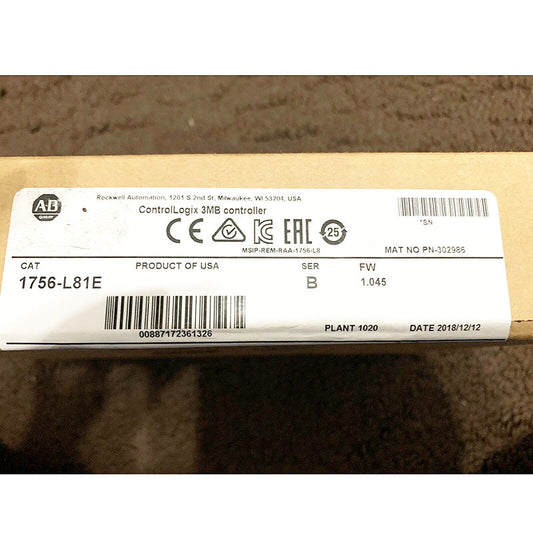 A-B
QUALITY
Rockwell Automation, 1201 S 2nd St, Milwaukee, WI 53204, USA
ControlLogix 3MB controller
CE
EAC
25
MSIP-REM-RAA-1756-L8
*SN
MAT NO PN-302986
CAT
PRODUCT OF USA
SER
FW
1756-L81E
B
1.045
00887172361326
PLANT 1020
DATE 2018/12/12